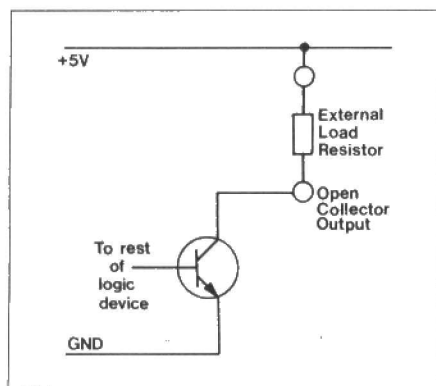 +5V
External
Load
Resistor
Open
Collector
Output
To rest
of
logic
device
GND